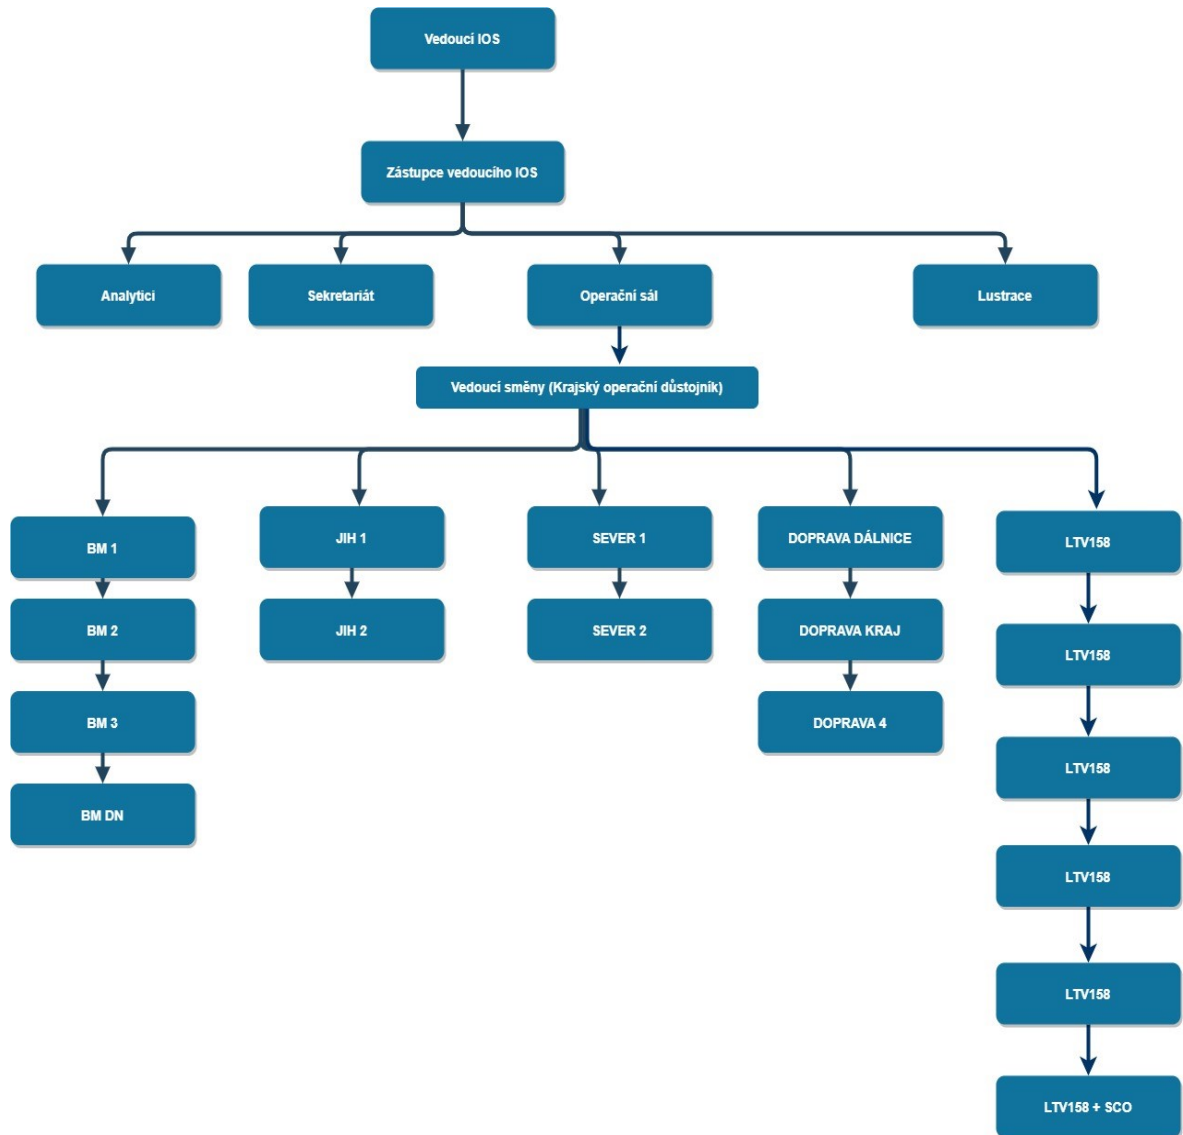 Vedoucí IOS
Zástupce vedoucího IOS
Analytici
Sekretariát
Operační sál
Lustrace
Vedoucí směny (Krajský operační důstojník)
BM 1
BM 2
BM 3
BM DN
JIH 1
JIH 2
SEVER 1
SEVER 2
DOPRAVA DÁLNICE
DOPRAVA KRAJ
DOPRAVA 4
LTV158
LTV158
LTV158
LTV158
LTV158
LTV158 + SCO